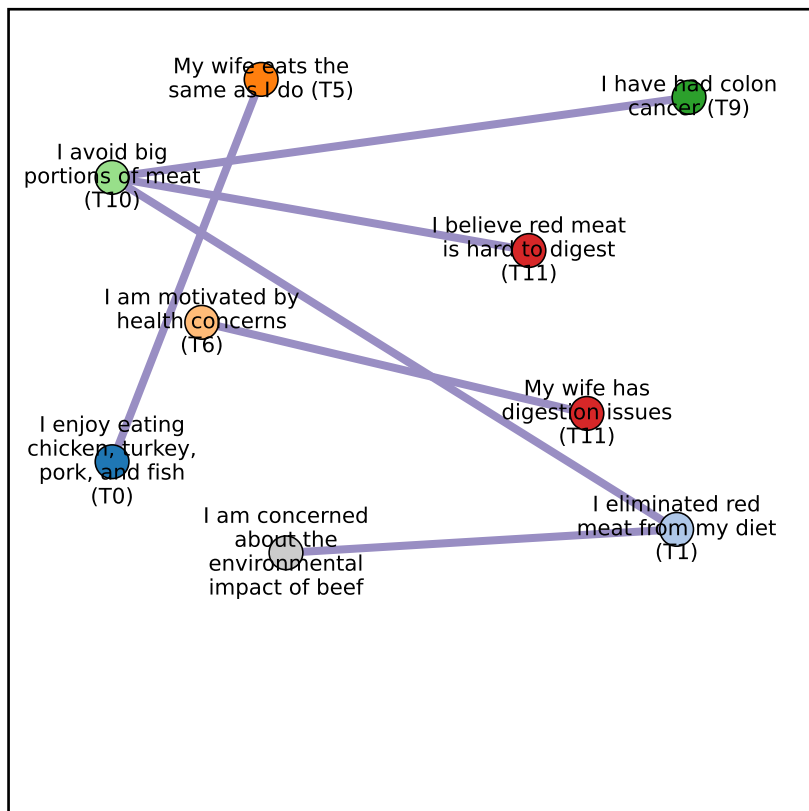 My wife eats the
same as I do (T5)
I have had colon
cancer (T9)
I avoid big
portions of meat
(T10)
I believe red meat
is hard to digest
(T11)
I am motivated by
health concerns
(T6)
My wife has
digestion issues
(T11)
I enjoy eating
chicken, turkey,
pork, and fish
(T0)
I eliminated red
meat from my diet
(T1)
I am concerned
about the
environmental
impact of beef